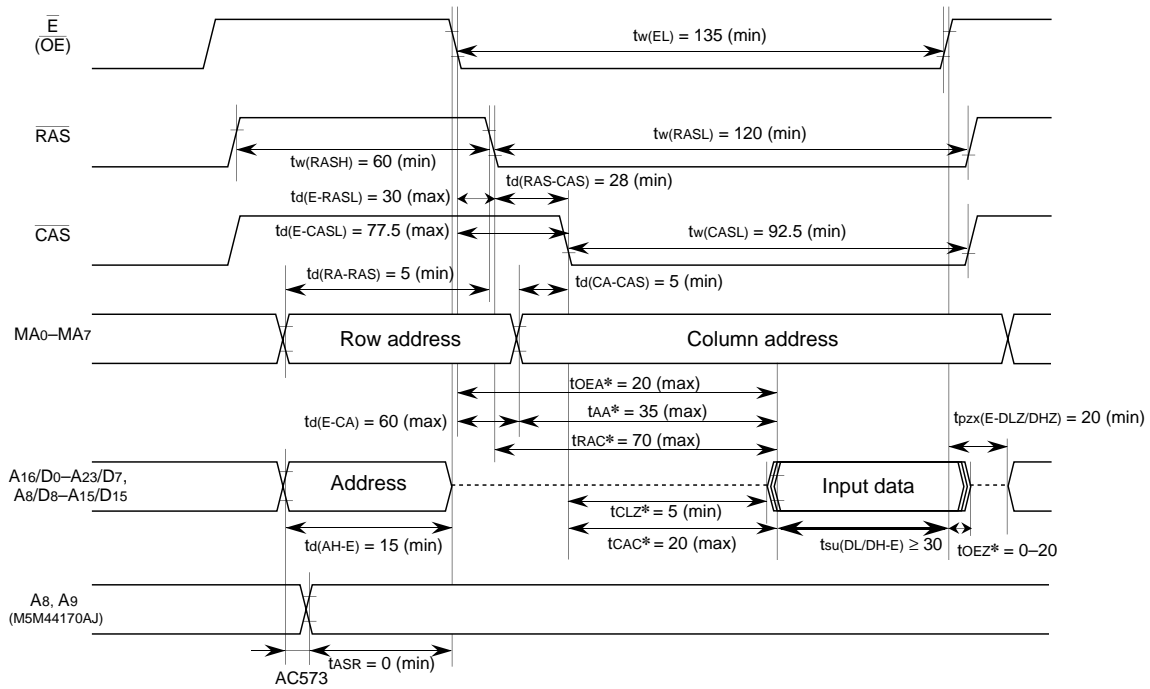 E
(OE)
tw(EL) = 135 (min)
RAS
tw(RASH) = 60 (min)
tw(RASL) = 120 (min)
td(E-RASL) = 30 (max)
td(RAS-CAS) = 28 (min)
CAS
td(E-CASL) = 77.5 (max)
tw(CASL) = 92.5 (min)
td(RA-RAS) = 5 (min)
td(CA-CAS) = 5 (min)
MA0–MA7
Row address
Column address
tOEA* = 20 (max)
td(E-CA) = 60 (max)
tAA* = 35 (max)
tpzx(E-DLZ/DHZ) = 20 (min)
tRAC* = 70 (max)
A16/D0–A23/D7,
A8/D8–A15/D15
Address
Input data
tCLZ* = 5 (min)
td(AH-E) = 15 (min)
tCAC* = 20 (max)
tsu(DL/DH-E) ≥ 30
tOEZ* = 0–20
A8, A9
(M5M44170AJ)
tASR = 0 (min)
AC573